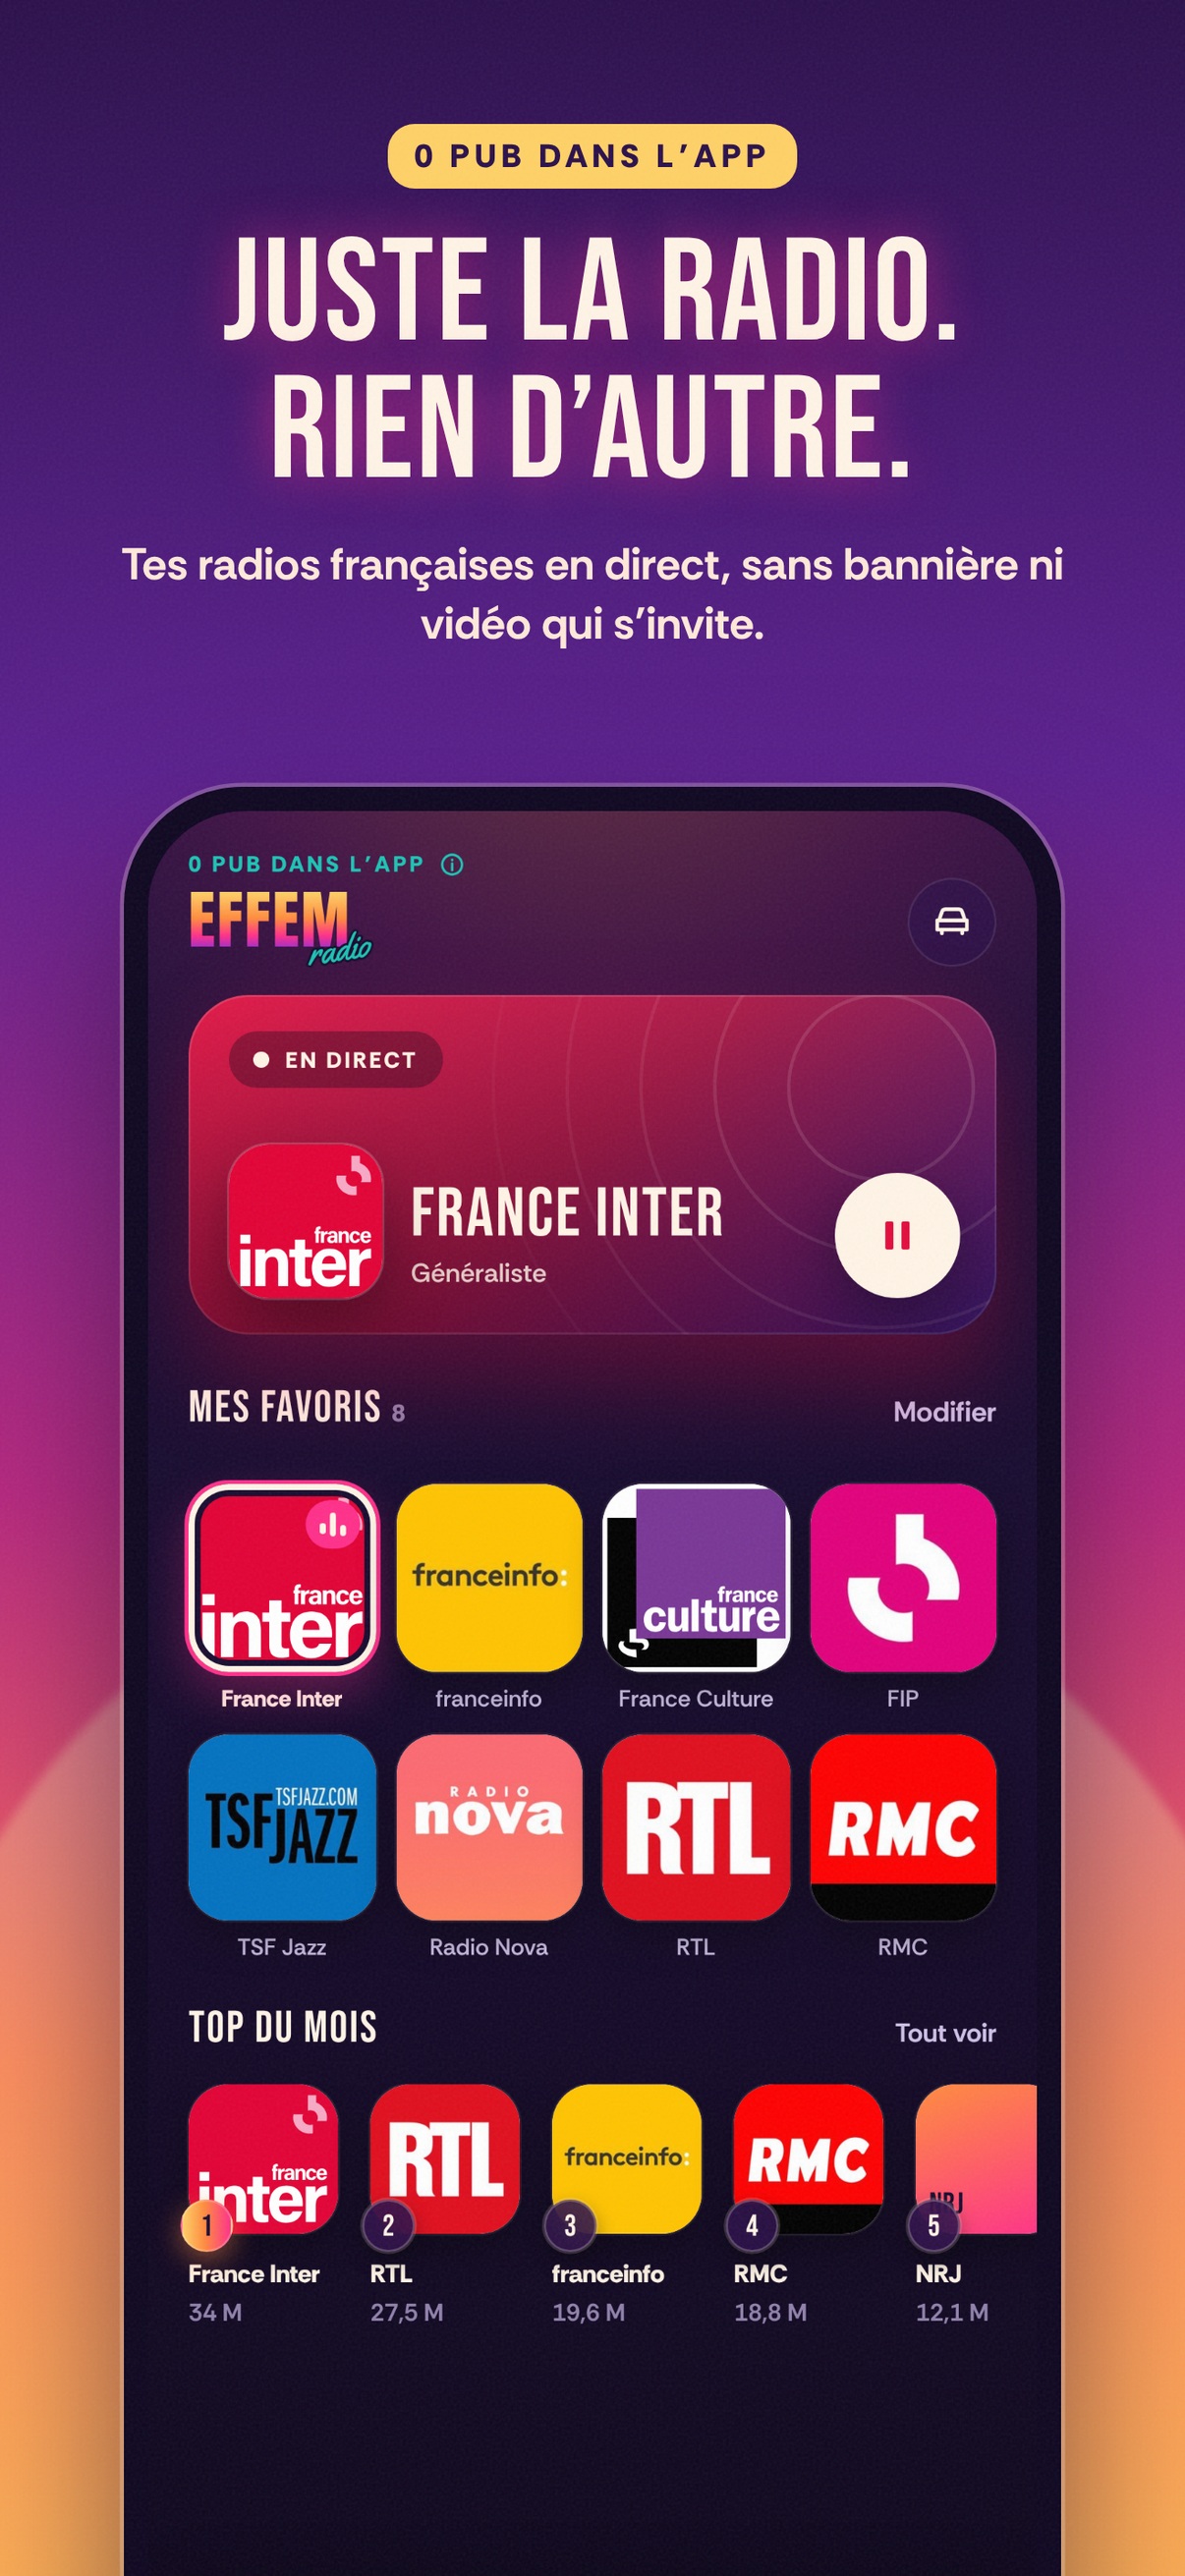 0 PUB DANS L’APP
JUSTE LA RADIO.
RIEN D’AUTRE.
Tes radios françaises en direct, sans bannière ni
vidéo qui s’invite.
0 PUB DANS L’APP
EFFEM
radio
EN DIRECT
france
inter
FRANCE INTER
Généraliste
MES FAVORIS 8
Modifier
france
inter
franceinfo:
france
culture
France Inter
franceinfo
France Culture
FIP
TSF JAZZ
TSFJAZZ.COM
RADIO
nova
RTL
RMC
TSF Jazz
Radio Nova
RTL
RMC
TOP DU MOIS
Tout voir
france
inter
RTL
franceinfo:
RMC
NRJ
1
2
3
4
5
France Inter
RTL
franceinfo
RMC
NRJ
34 M
27,5 M
19,6 M
18,8 M
12,1 M